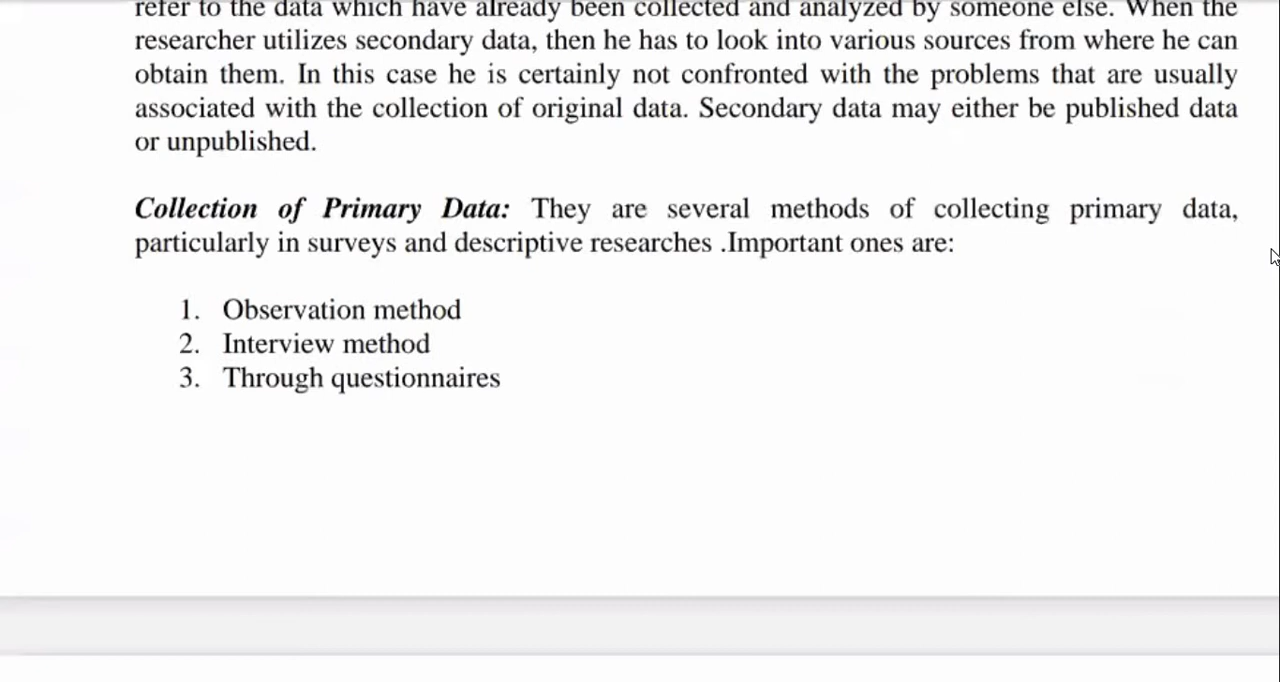 refer to the data which have already been collected and analyzed by someone else. When the
researcher utilizes secondary data, then he has to look into various sources from where he can
obtain them. In this case he is certainly not confronted with the problems that are usually
associated with the collection of original data. Secondary data may either be published data
or unpublished.
Collection of Primary Data: They are several methods of collecting primary data,
particularly in surveys and descriptive researches .Important ones are:
1. Observation method
2. Interview method
3. Through questionnaires